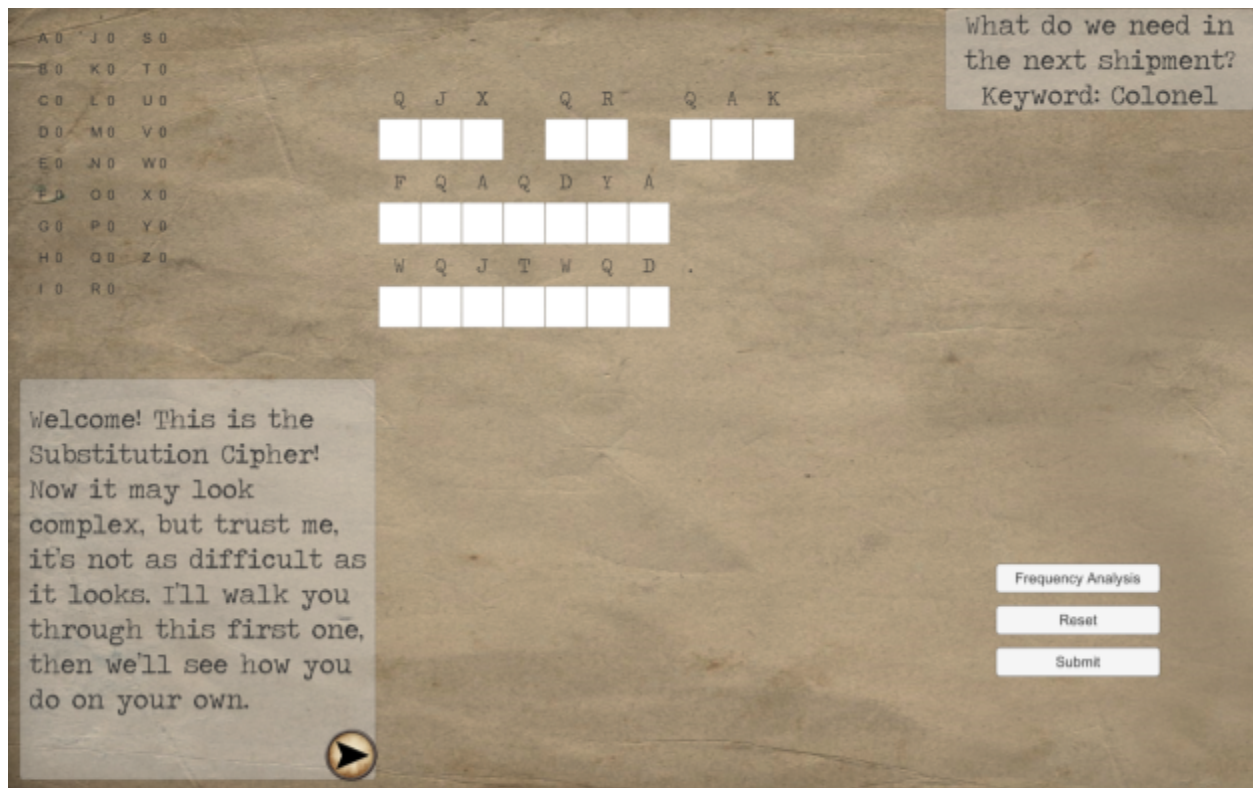 A 0 J 0 S 0
B 0 K 0 T 0
C 0 L 0 U 0
D 0 M 0 V 0
E 0 N 0 W 0
F 0 O 0 X 0
G 0 P 0 Y 0
H 0 Q 0 Z 0
I 0 R 0
What do we need in
the next shipment?
Keyword: Colonel
Q J X Q R Q A K
F Q A Q D Y A
W Q J T W Q D .
Welcome! This is the
Substitution Cipher!
Now it may look
complex, but trust me,
it's not as difficult as
it looks. I'll walk you
through this first one,
then we'll see how you
do on your own.
Frequency Analysis
Reset
Submit